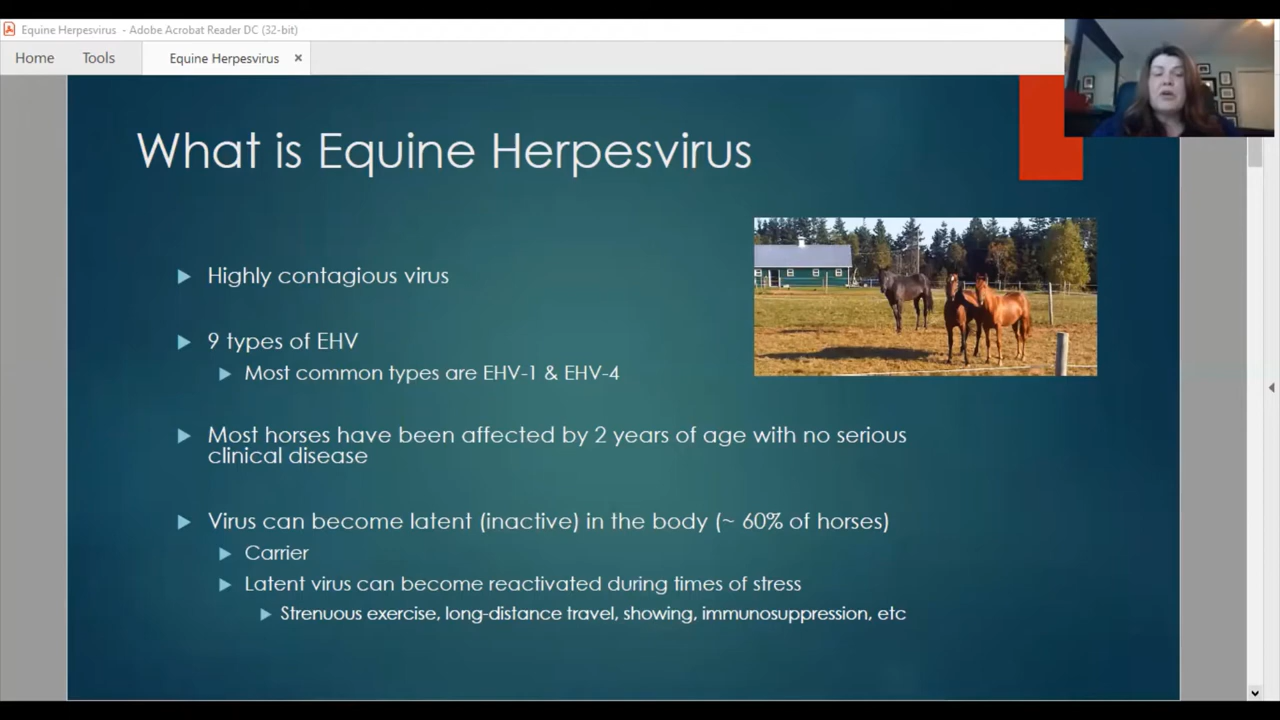 Equine Herpesvirus - Adobe Acrobat Reader DC (32-bit)
Home Tools Equine Herpesvirus ×
What is Equine Herpesvirus
Highly contagious virus
9 types of EHV
Most common types are EHV-1 & EHV-4
Most horses have been affected by 2 years of age with no serious
clinical disease
Virus can become latent (inactive) in the body (~ 60% of horses)
Carrier
Latent virus can become reactivated during times of stress
Strenuous exercise, long-distance travel, showing, immunosuppression, etc